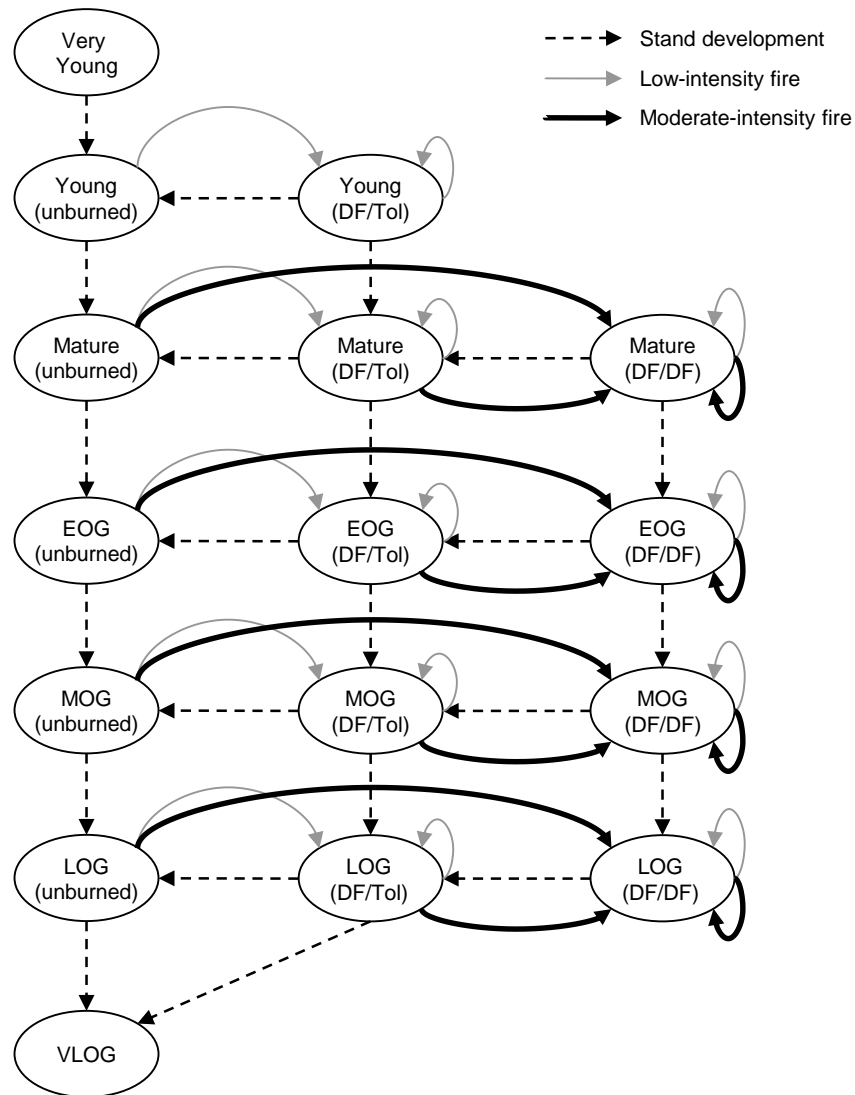 Very
Young
Stand development
Low-intensity fire
Moderate-intensity fire
Young
(unburned)
Young
(DF/Tol)
Mature
(unburned)
Mature
(DF/Tol)
Mature
(DF/DF)
EOG
(unburned)
EOG
(DF/Tol)
EOG
(DF/DF)
MOG
(unburned)
MOG
(DF/Tol)
MOG
(DF/DF)
LOG
(unburned)
LOG
(DF/Tol)
LOG
(DF/DF)
VLOG